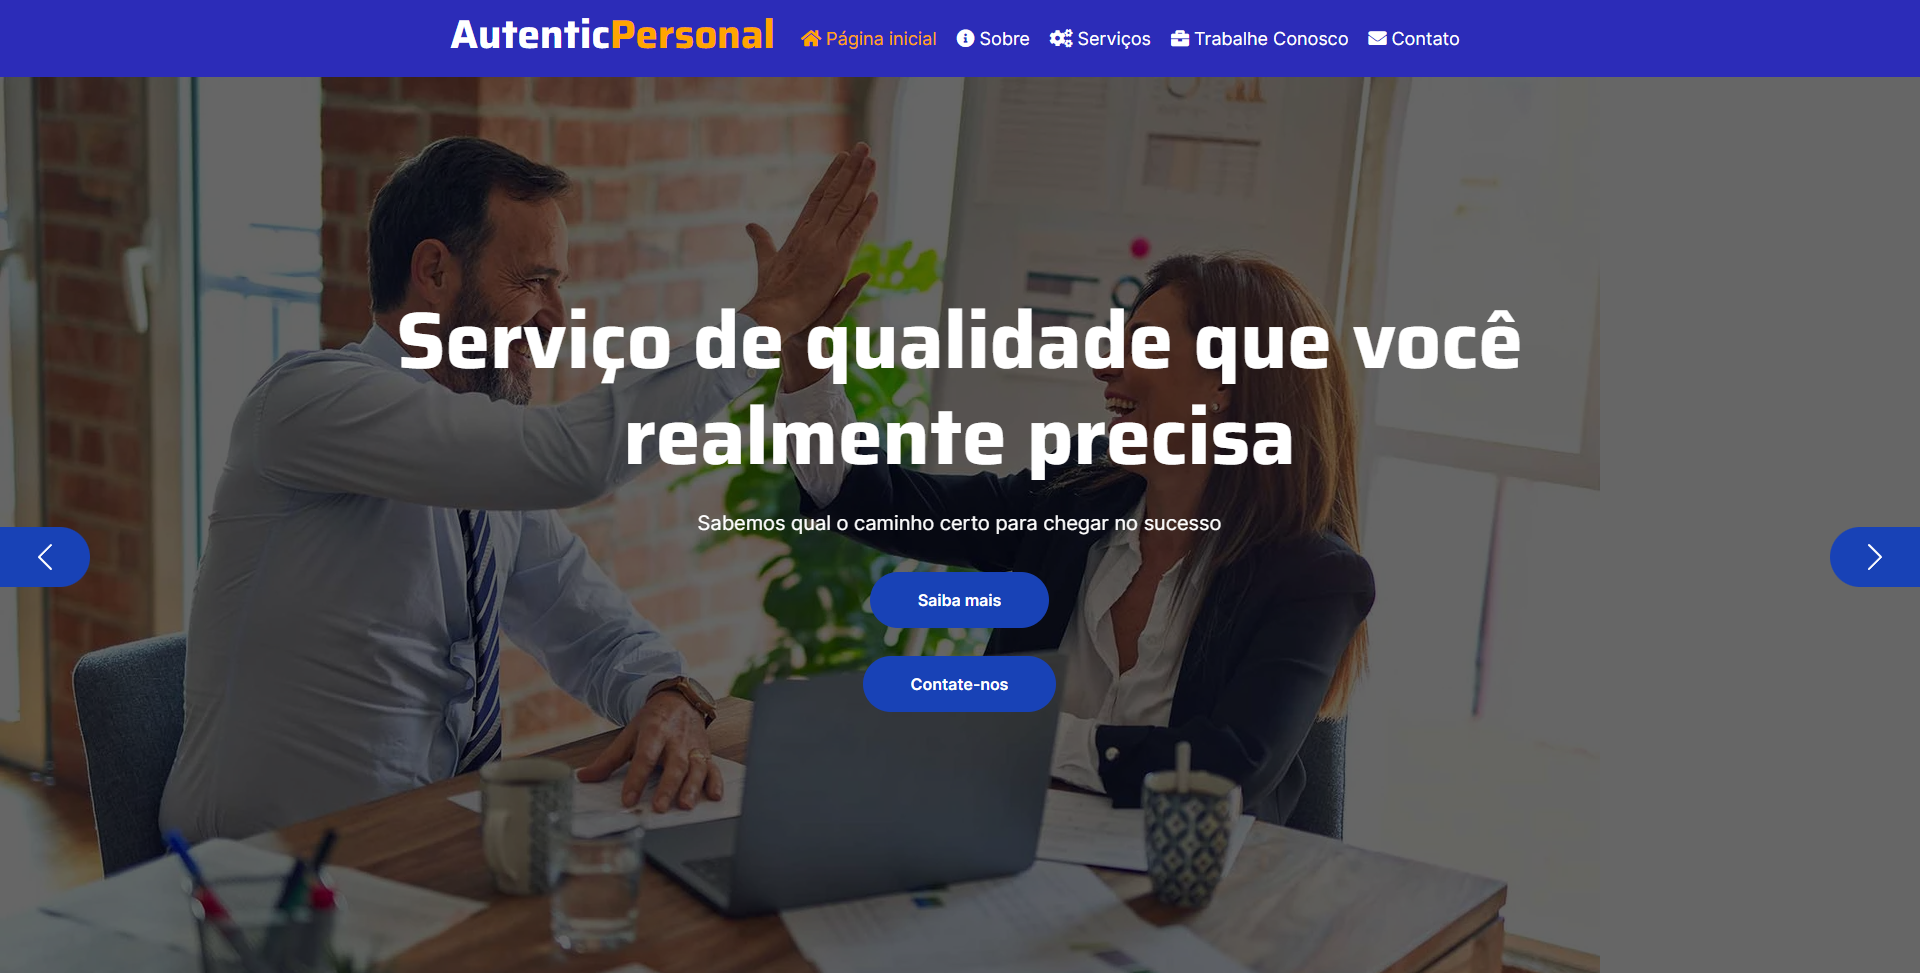 AutenticPersonal
Página inicial
Sobre
Serviços
Trabalhe Conosco
Contato
Serviço de qualidade que você
realmente precisa
Sabemos qual o caminho certo para chegar no sucesso
Saiba mais
Contate-nos